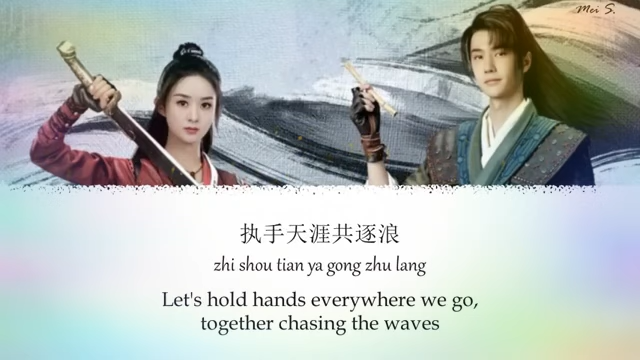 Mei S.
执手天涯共逐浪
zhi shou tian ya gong zhu lang
Let's hold hands everywhere we go,
together chasing the waves